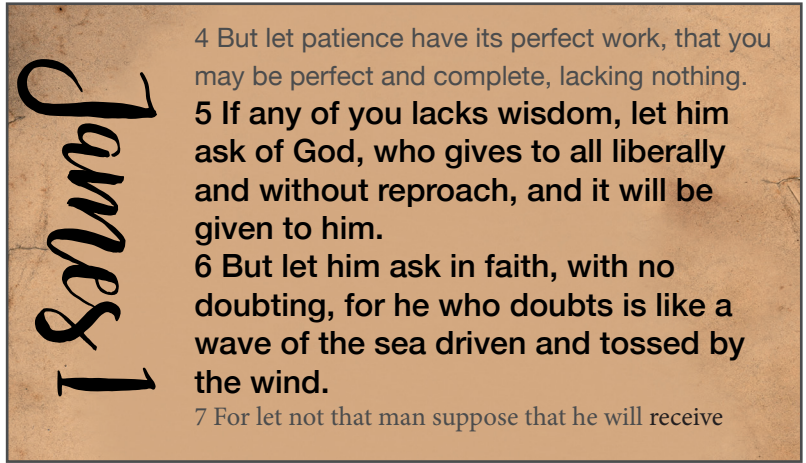 James 1
4 But let patience have its perfect work, that you
may be perfect and complete, lacking nothing.
5 If any of you lacks wisdom, let him
ask of God, who gives to all liberally
and without reproach, and it will be
given to him.
6 But let him ask in faith, with no
doubting, for he who doubts is like a
wave of the sea driven and tossed by
the wind.
7 For let not that man suppose that he will receive